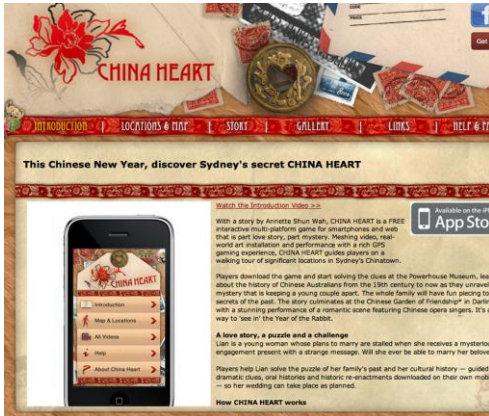 CODE
CHINA HEART
Get
INTRODUCTION | LOCATIONS & MAP | STORY | GALLERY | LINKS | HELP & FA
This Chinese New Year, discover Sydney's secret CHINA HEART
Watch the Introduction Video >>
Available on the iP
App Sto
With a story by Annette Shun Wah, CHINA HEART is a FREE
interactive multi-platform game for smartphones and web
that is part love story, part mystery. Meshing video, real-
world art installation and performance with a rich GPS
gaming experience, CHINA HEART guides players on a
walking tour of significant locations in Sydney's Chinatown.
Players download the game and start solving the clues at the Powerhouse Museum, lea
about the history of Chinese Australians from the 19th century to now as they unravel
mystery that is keeping a young couple apart. The whole family will have fun piecing to
secrets of the past. The story culminates at the Chinese Garden of Friendship* in Darlin
with a stunning performance of a romantic scene featuring Chinese opera singers. It's a
way to 'see in' the Year of the Rabbit.
A love story, a puzzle and a challenge
Lian is a young woman whose plans to marry are stalled when she receives a mysterio
engagement present with a strange message. Will she ever be able to marry her belove
Players help Lian solve the puzzle of her family's past and her cultural history — guided
dramatic clues, oral histories and historic re-enactments downloaded on their own mobi
— so her wedding can take place as planned.
How CHINA HEART works
CHINA HEART
Introduction
Map & Locations
All Videos
Help
About China Heart